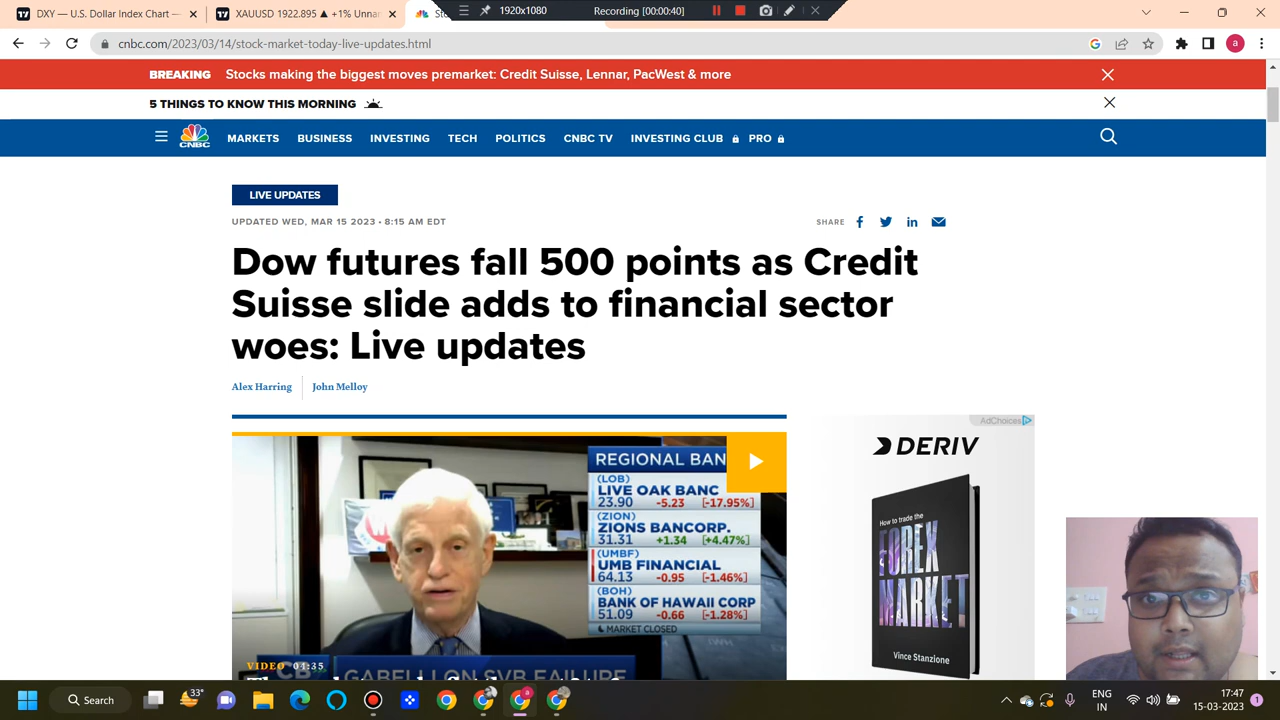 DXY — U.S. Dollar Index Chart —
XAUUSD 1922.895 ▲ +1% Unna
1920x1080
Recording [00:00:40]
cnbc.com/2023/03/14/stock-market-today-live-updates.html
BREAKING Stocks making the biggest moves premarket: Credit Suisse, Lennar, PacWest & more
5 THINGS TO KNOW THIS MORNING
CNBC
MARKETS BUSINESS INVESTING TECH POLITICS CNBC TV INVESTING CLUB PRO
LIVE UPDATES
UPDATED WED, MAR 15 2023 • 8:15 AM EDT
SHARE
Dow futures fall 500 points as Credit
Suisse slide adds to financial sector
woes: Live updates
Alex Harring John Melloy
AdChoices
REGIONAL BAN
(LOB)
LIVE OAK BANC
23.90 -5.23 [-17.95%]
(ZION)
ZIONS BANCORP.
31.31 +1.34 [+4.47%]
(UMBF)
UMB FINANCIAL
64.13 -0.95 [-1.46%]
(BOH)
BANK OF HAWAII CORP
51.09 -0.66 [-1.28%]
MARKET CLOSED
VIDEO 04:35
GABELLI ON SVB FAILURE
DERIV
How to trade the
FOREX
MARKET
Vince Stanzione
Search
33°
ENG
IN
17:47
15-03-2023
1